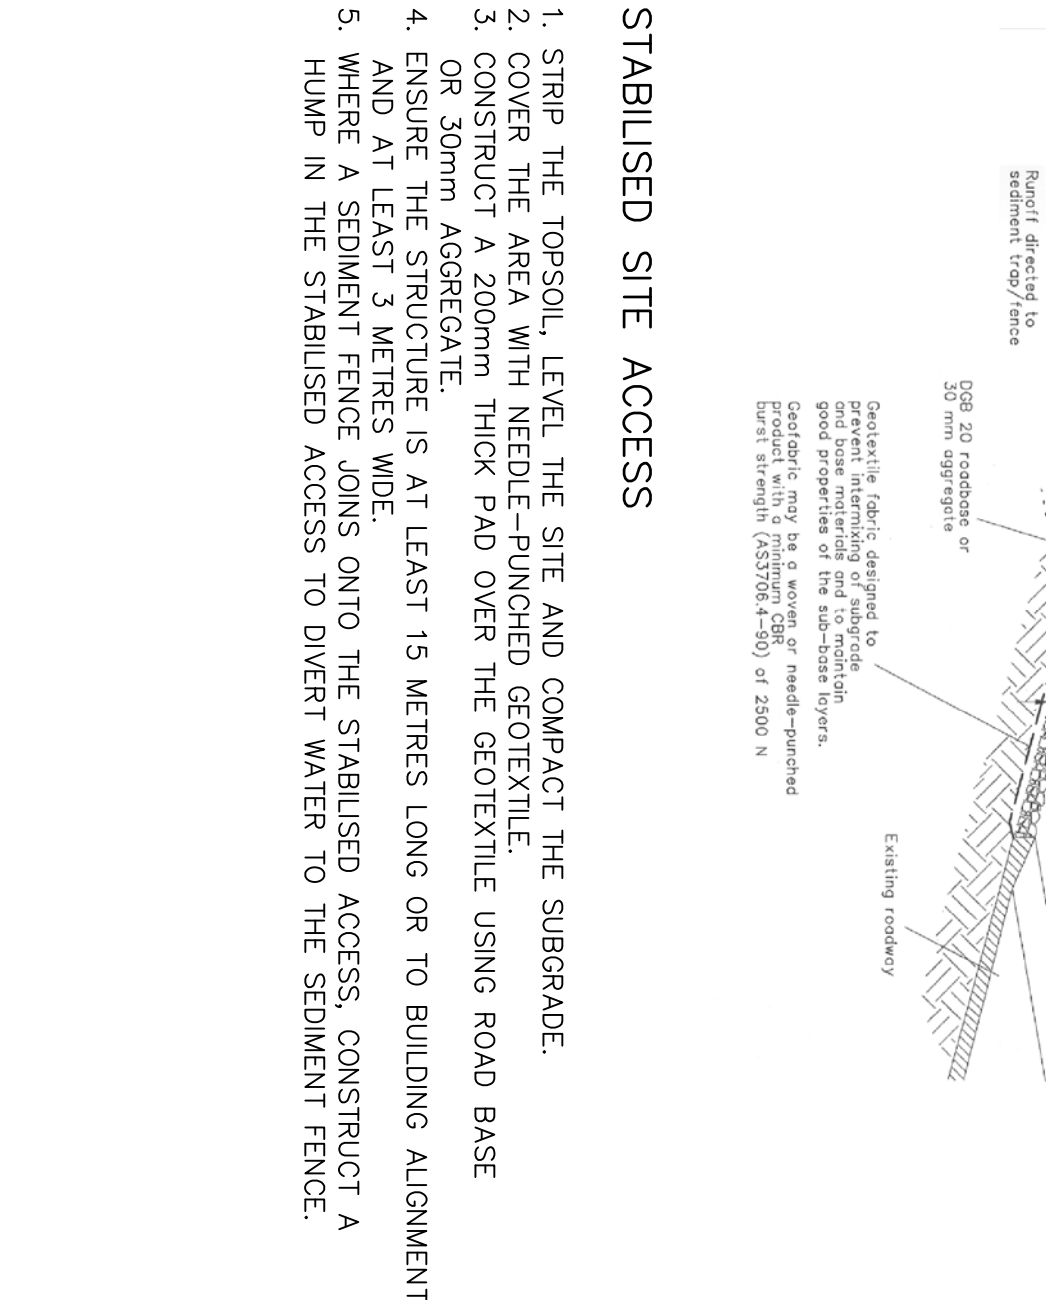 Runoff directed to
sediment trap/fence
DGB 20 roadbase or
30 mm aggregate
Geotextile fabric designed to
prevent intermixing of subgrade
and base materials and to maintain
good properties of the sub-base layers.
Geofabric may be a woven or needle-punched
product with a minimum CBR
burst strength (AS3706.4-90) of 2500 N
Existing roadway
STABILISED SITE ACCESS
1. STRIP THE TOPSOIL, LEVEL THE SITE AND COMPACT THE SUBGRADE.
2. COVER THE AREA WITH NEEDLE-PUNCHED GEOTEXTILE.
3. CONSTRUCT A 200mm THICK PAD OVER THE GEOTEXTILE USING ROAD BASE
OR 30mm AGGREGATE.
4. ENSURE THE STRUCTURE IS AT LEAST 15 METRES LONG OR TO BUILDING ALIGNMENT
AND AT LEAST 3 METRES WIDE.
5. WHERE A SEDIMENT FENCE JOINS ONTO THE STABILISED ACCESS, CONSTRUCT A
HUMP IN THE STABILISED ACCESS TO DIVERT WATER TO THE SEDIMENT FENCE.